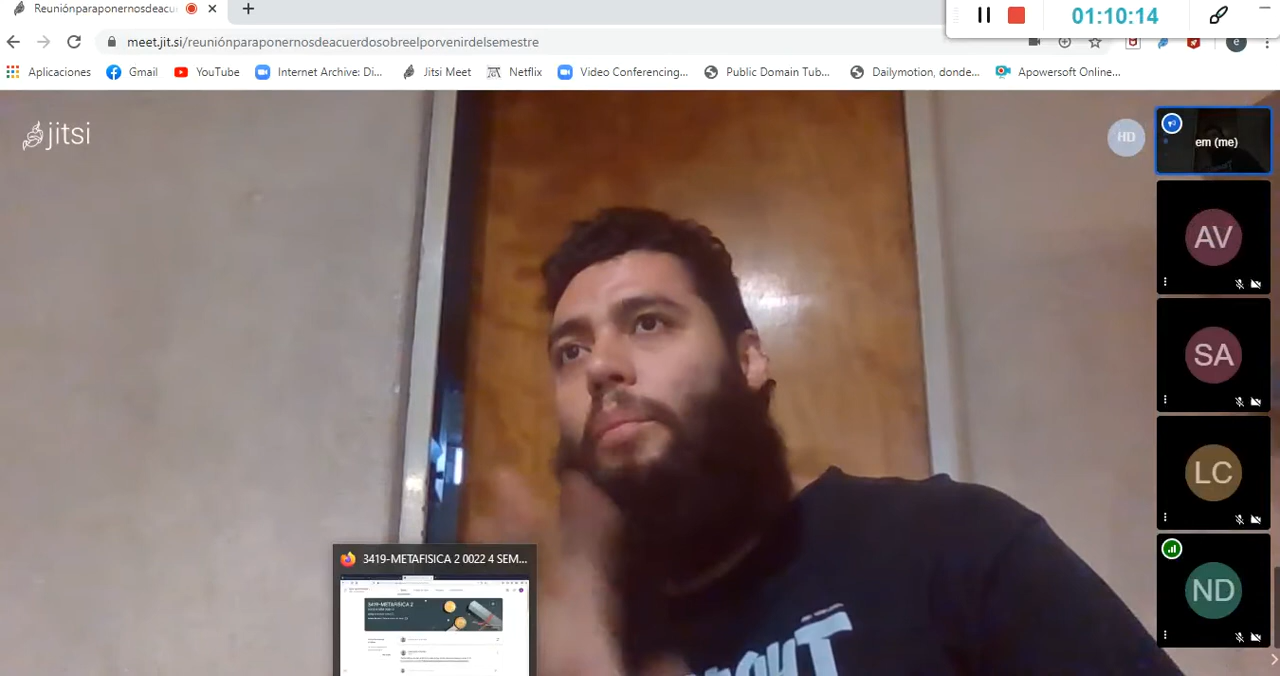 Reuniónparaponernosdeacu
01:10:14
meet.jit.si/reuniónparaponernosdeacuerdosobreelporvenirdelsemestre
e
Aplicaciones
Gmail
YouTube
Internet Archive: Di...
Jitsi Meet
Netflix
Video Conferencing...
Public Domain Tub...
Dailymotion, donde...
Apowersoft Online...
jitsi
HD
em (me)
AV
SA
LC
ND
3419-METAFISICA 2 0022 4 SEM...
3419-METAFISICA 2